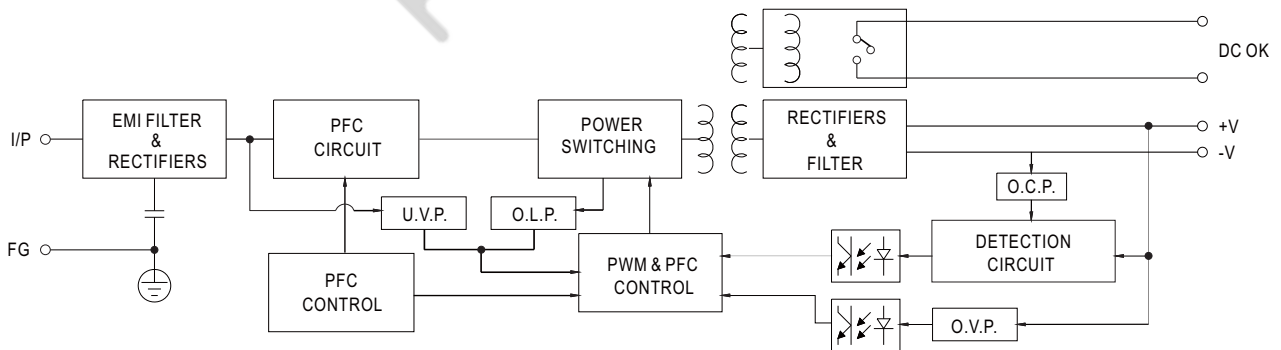 DC OK
I/P
EMI FILTER
&
RECTIFIERS
PFC
CIRCUIT
POWER
SWITCHING
RECTIFIERS
&
FILTER
+V
-V
O.C.P.
U.V.P.
O.L.P.
FG
PFC
CONTROL
PWM & PFC
CONTROL
DETECTION
CIRCUIT
O.V.P.